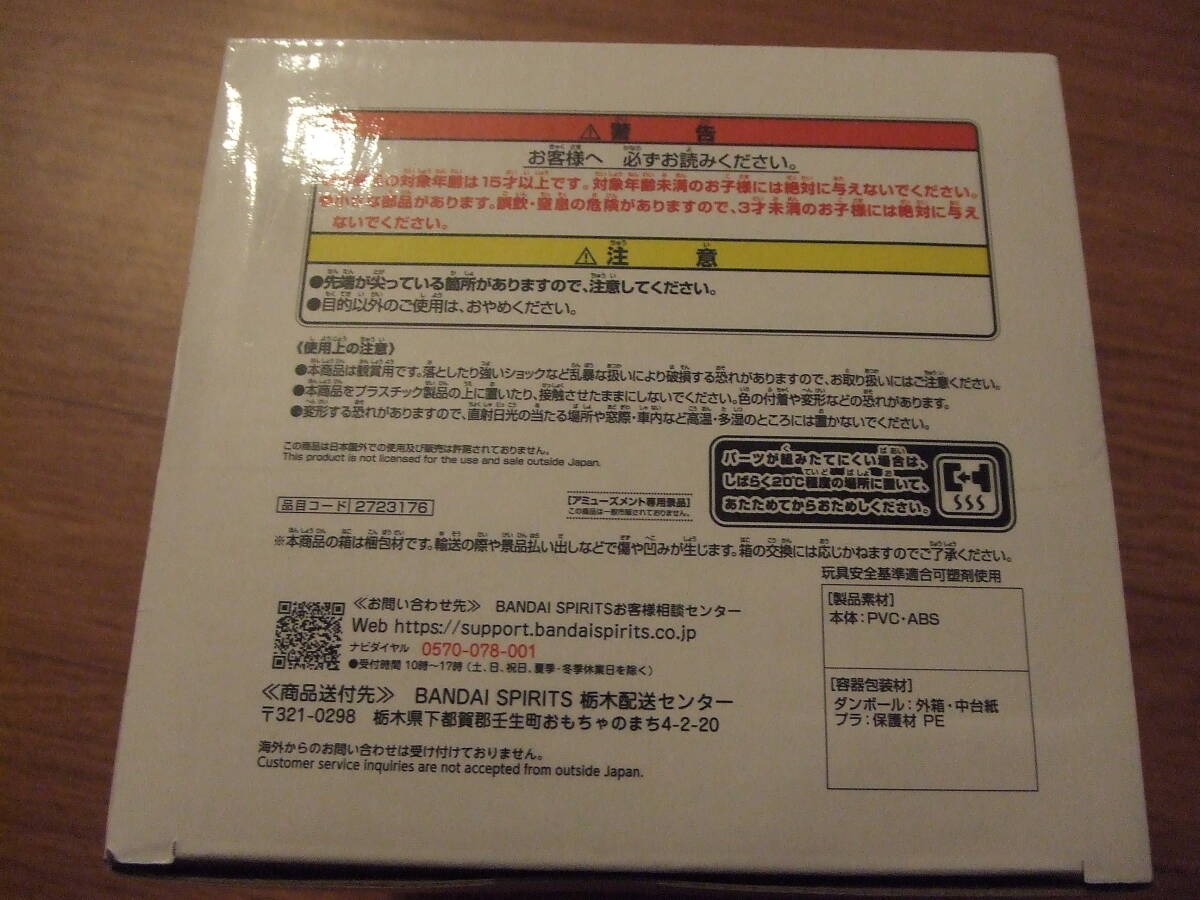 ⚠警告
お客様へ 必ずお読みください。
の対象年齢は15才以上です。対象年齢未満のお子様には絶対に与えないでください。
部品があります。誤飲・窒息の危険がありますので、3才未満のお子様には絶対に与え
ないでください。
⚠注意
●先端が尖っている箇所がありますので、注意してください。
●目的以外のご使用は、おやめください。
《使用上の注意》
●本商品は観賞用です。落としたり強いショックなど乱暴な扱いにより破損する恐れがありますので、お取り扱いにはご注意ください。
●本商品をプラスチック製品の上に置いたり、接触させたままにしないでください。色の付着や変形などの恐れがあります。
●変形する恐れがありますので、直射日光の当たる場所や窓際・車内など高温・多湿のところには置かないでください。
この商品は日本国外での使用及び販売は許諾されておりません。
This product is not licensed for the use and sale outside Japan.
パーツが組みたてにくい場合は、
しばらく20℃程度の場所に置いて、
あたためてからおためしください。
品目コード 2723176
[アミューズメント専用景品]
この商品は一般市販されておりません。
※本商品の箱は梱包材です。輸送の際や景品払い出しなどで傷や凹みが生じます。箱の交換には応じかねますのでご了承ください。
玩具安全基準適合可塑剤使用
[製品素材]
本体:PVC・ABS
[容器包装材]
ダンボール:外箱・中台紙
プラ:保護材 PE
≪お問い合わせ先≫ BANDAI SPIRITSお客様相談センター
Web https://support.bandaispirits.co.jp
ナビダイヤル 0570-078-001
●受付時間 10時〜17時(土、日、祝日、夏季・冬季休業日を除く)
≪商品送付先≫ BANDAI SPIRITS 栃木配送センター
〒321-0298 栃木県下都賀郡壬生町おもちゃのまち4-2-20
海外からのお問い合わせは受け付けておりません。
Customer service inquiries are not accepted from outside Japan.